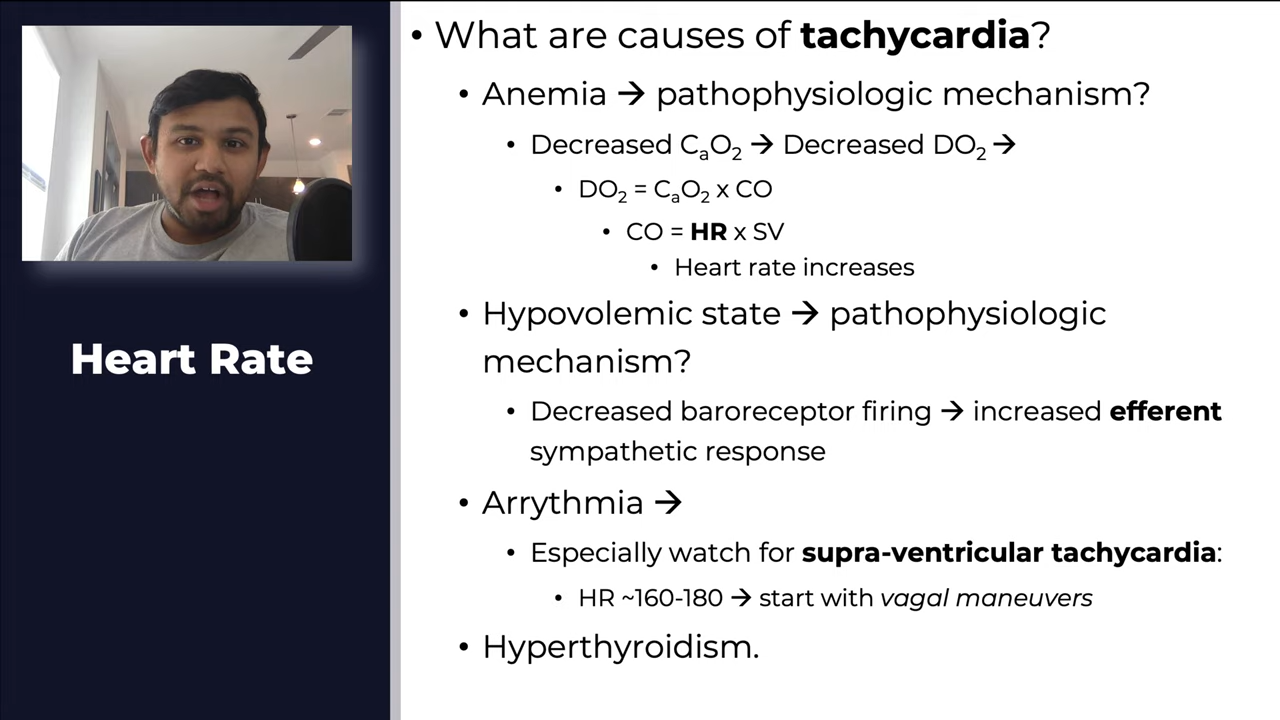 Heart Rate
• What are causes of tachycardia?
• Anemia → pathophysiologic mechanism?
• Decreased CaO2 → Decreased DO2 →
• DO2 = CaO2 x CO
• CO = HR x SV
• Heart rate increases
• Hypovolemic state → pathophysiologic
mechanism?
• Decreased baroreceptor firing → increased efferent
sympathetic response
• Arrythmia →
• Especially watch for supra-ventricular tachycardia:
• HR ~160-180 → start with vagal maneuvers
• Hyperthyroidism.